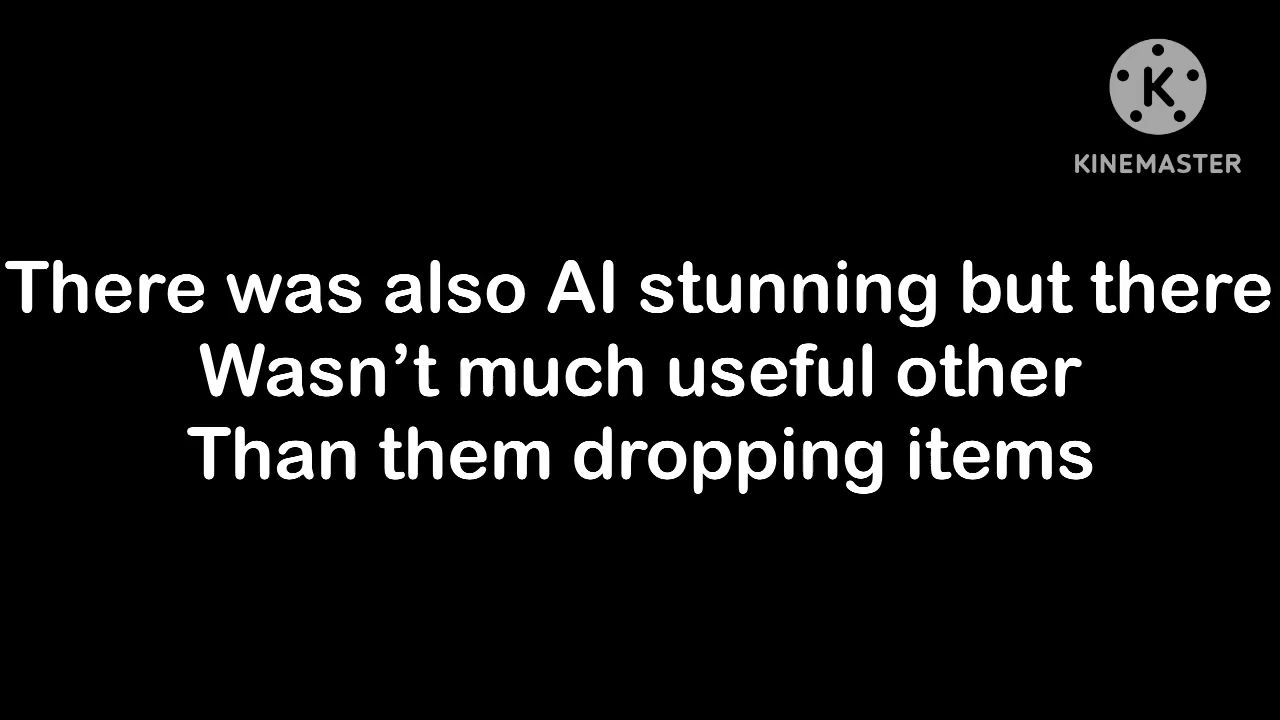 K
KINEMASTER
There was also AI stunning but there
Wasn’t much useful other
Than them dropping items